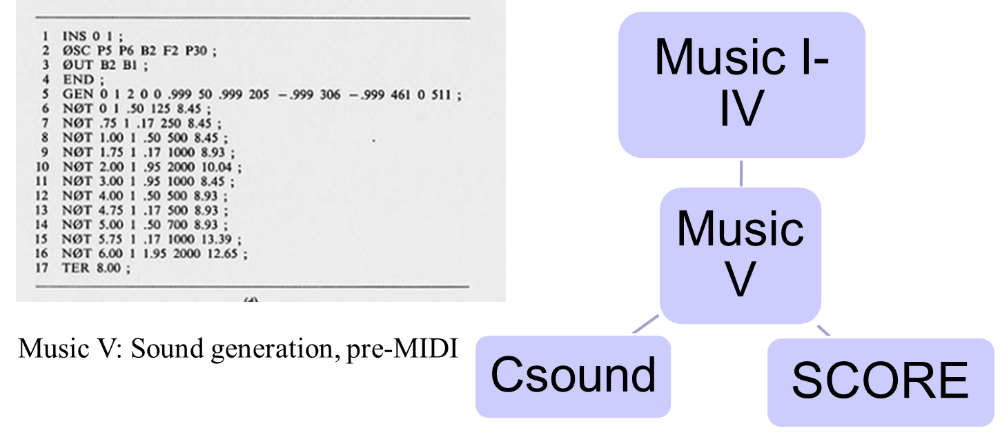 1 INS 0 1 ;
2 ØSC P5 P6 B2 F2 P30 ;
3 ØUT B2 B1 ;
4 END ;
5 GEN 0 1 2 0 0 .999 50 .999 205 −.999 306 −.999 461 0 511 ;
6 NØT 0 1 .50 125 8.45 ;
7 NØT .75 1 .17 250 8.45 ;
8 NØT 1.00 1 .50 500 8.45 ;
9 NØT 1.75 1 .17 1000 8.93 ;
10 NØT 2.00 1 .95 2000 10.04 ;
11 NØT 3.00 1 .95 1000 8.45 ;
12 NØT 4.00 1 .50 500 8.93 ;
13 NØT 4.75 1 .17 500 8.93 ;
14 NØT 5.00 1 .50 700 8.93 ;
15 NØT 5.75 1 .17 1000 13.39 ;
16 NØT 6.00 1 1.95 2000 12.65 ;
17 TER 8.00 ;
Music V: Sound generation, pre-MIDI
Music I-
IV
Music
V
Csound
SCORE